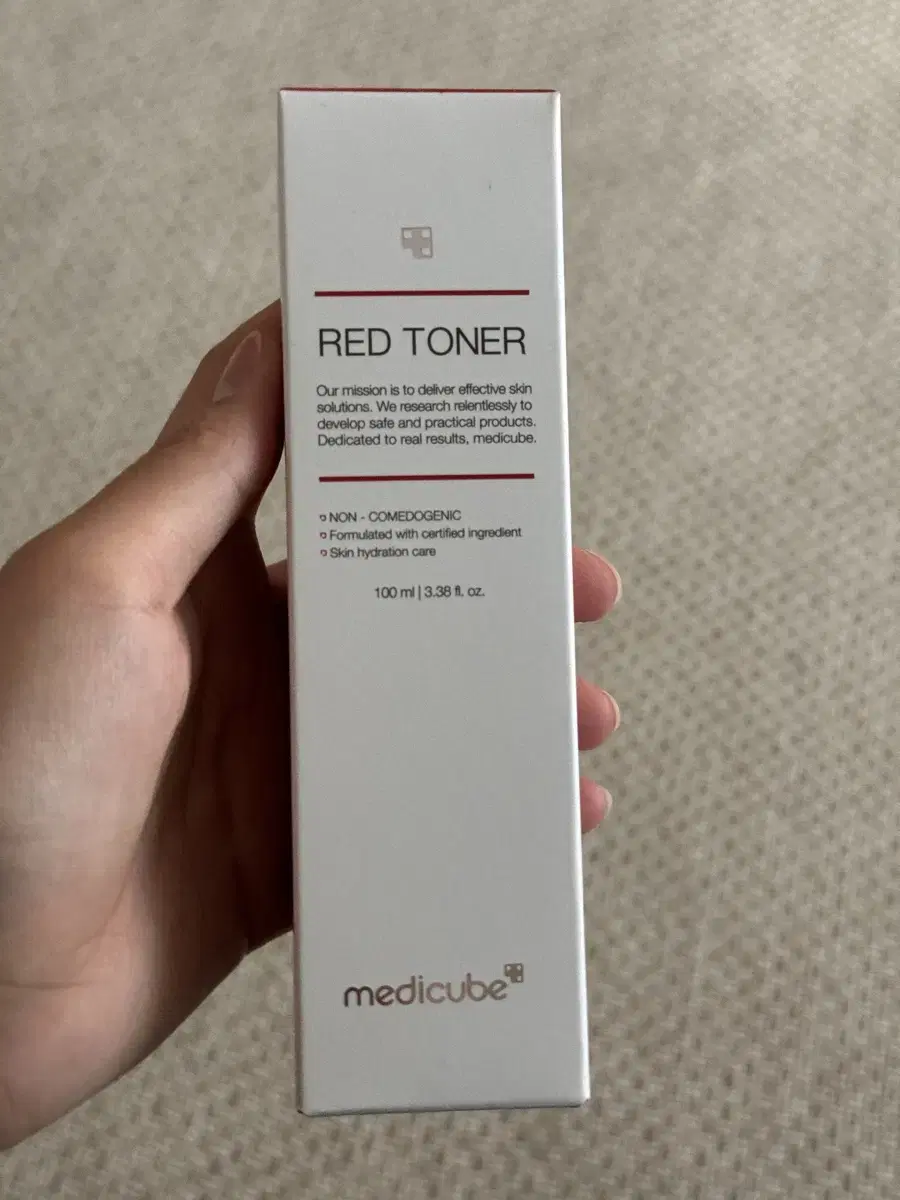 RED TONER
Our mission is to deliver effective skin
solutions. We research relentlessly to
develop safe and practical products.
Dedicated to real results, medicube.
NON - COMEDOGENIC
Formulated with certified ingredient
Skin hydration care
100 ml | 3.38 fl. oz.
medicube